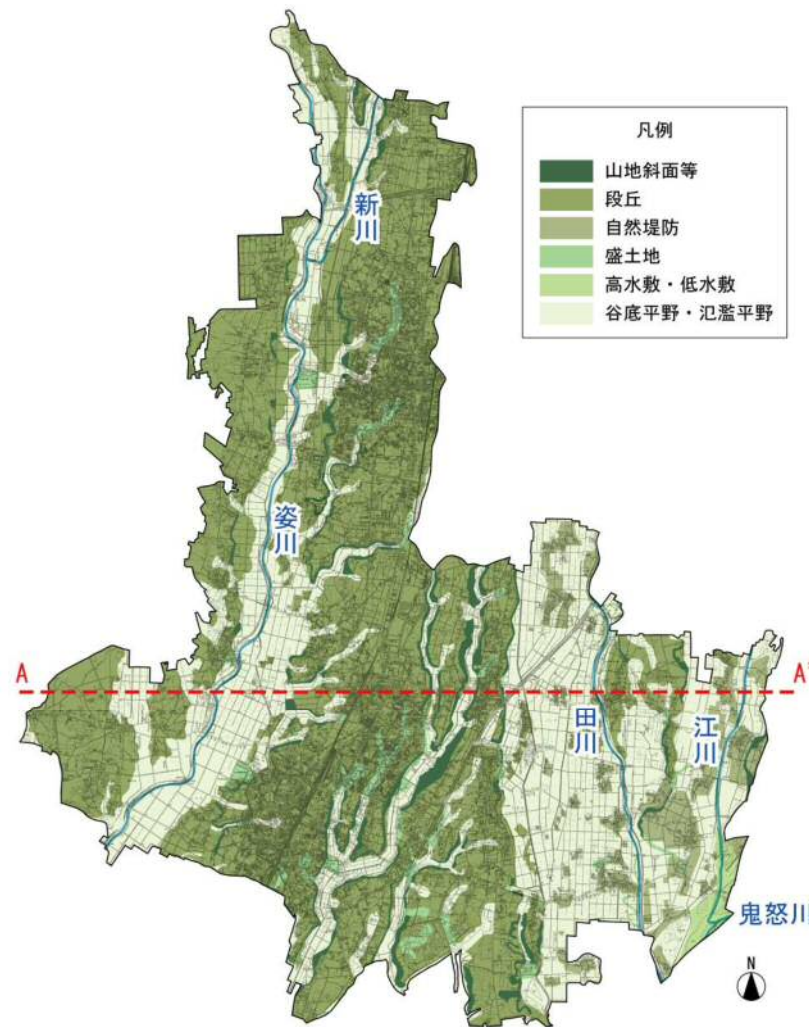 凡例
山地斜面等
段丘
自然堤防
盛土地
高水敷・低水敷
谷底平野・氾濫平野
新川
姿川
A
A'
田川
江川
鬼怒川
N